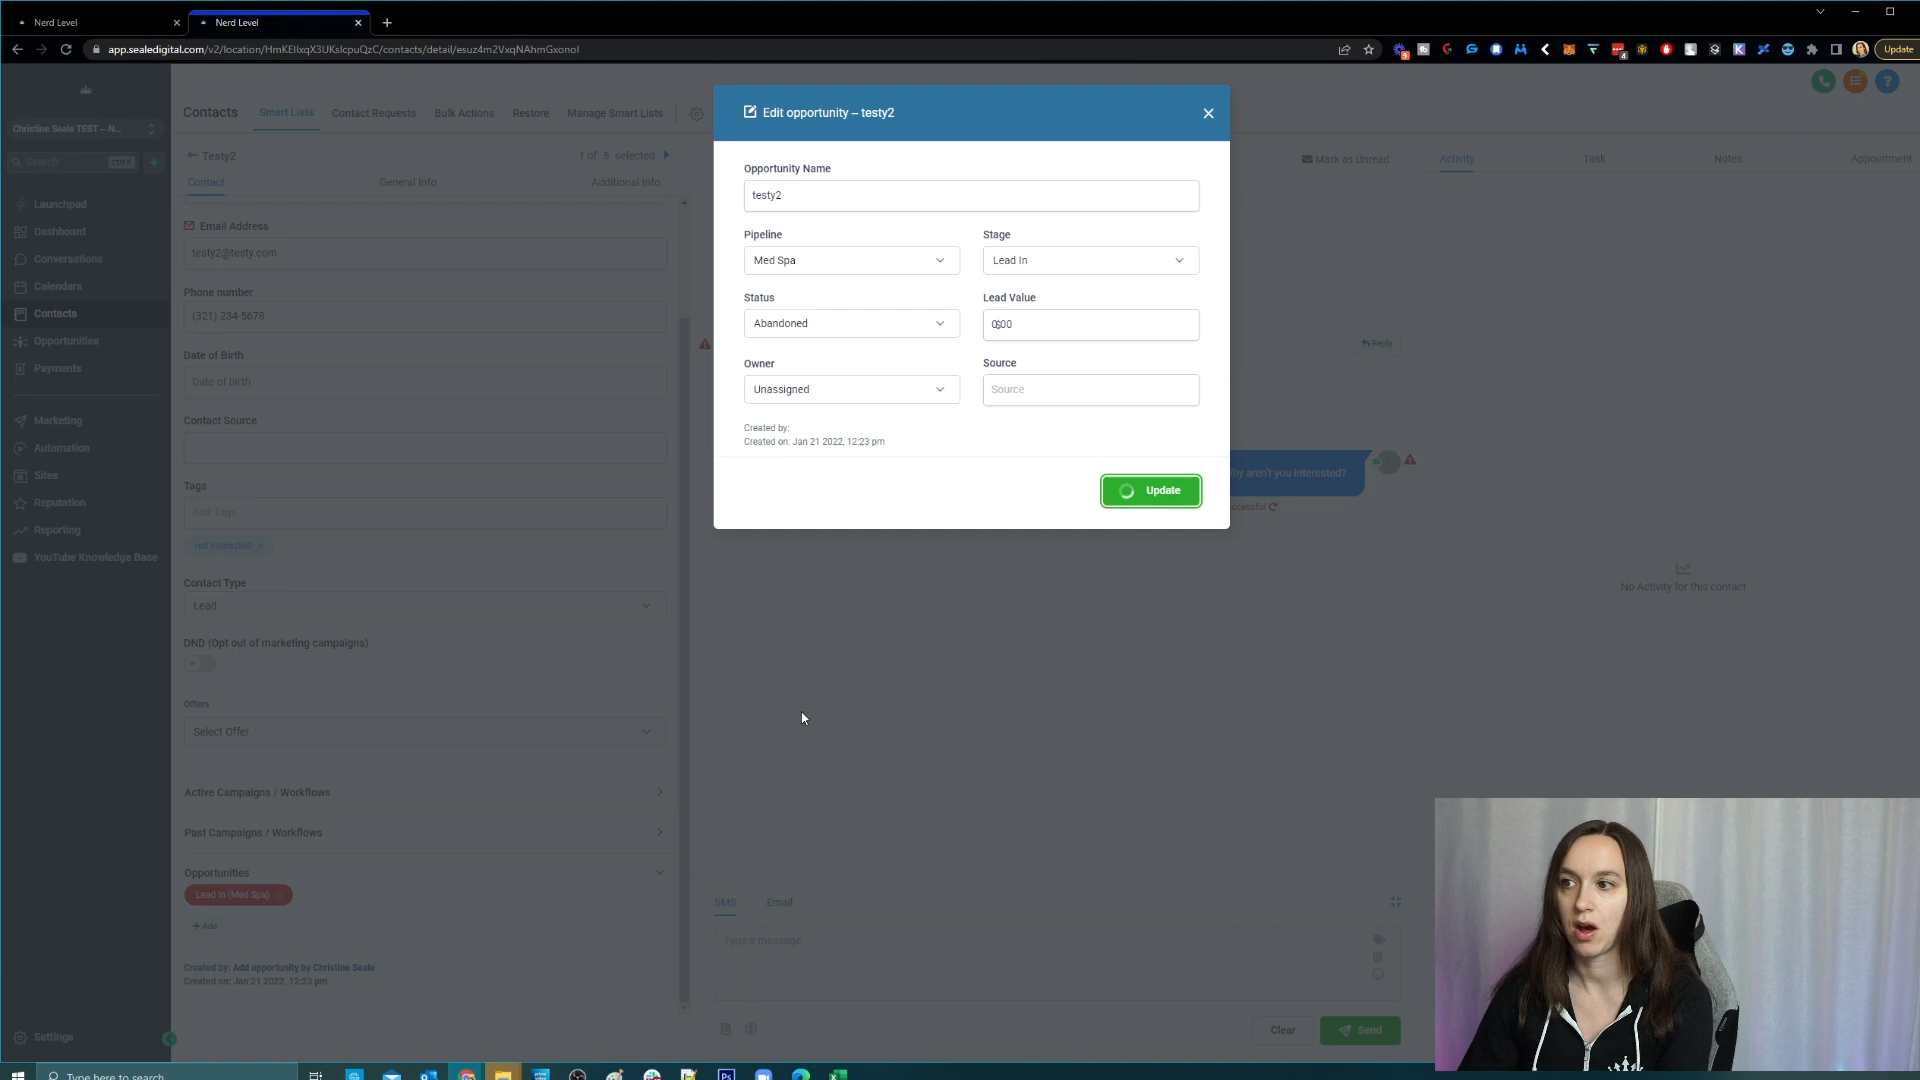 Nerd Level
Nerd Level
app.sealedigital.com/v2/location/HmKEIlxqX3UKslcpuQzC/contacts/detail/esuz4m2VxqNAhmGxonoI
Update
Christine Seale TEST – N...
Search
ctrl K
Launchpad
Dashboard
Conversations
Calendars
Contacts
Opportunities
Payments
Marketing
Automation
Sites
Reputation
Reporting
YouTube Knowledge Base
Settings
Contacts
Smart Lists
Contact Requests
Bulk Actions
Restore
Manage Smart Lists
Testy2
1 of 5 selected
Contact
General Info
Additional Info
Email Address
testy2@testy.com
Phone number
(321) 234-5678
Date of Birth
Date of birth
Contact Source
Tags
Add Tags
not interested
Contact Type
Lead
DND (Opt out of marketing campaigns)
Offers
Select Offer
Active Campaigns / Workflows
Past Campaigns / Workflows
Opportunities
Lead In (Med Spa)
+ Add
Created by: Add opportunity by Christine Seale
Created on: Jan 21 2022, 12:23 pm
Edit opportunity – testy2
Opportunity Name
testy2
Pipeline
Med Spa
Stage
Lead In
Status
Abandoned
Lead Value
Owner
Unassigned
Source
Source
Created by:
Created on: Jan 21 2022, 12:23 pm
Update
Mark as Unread
Reply
hy aren't you interested?
ccessful
Activity
Task
Notes
Appointment
No Activity for this contact
SMS
Email
Type a message
Clear
Send
Type here to search